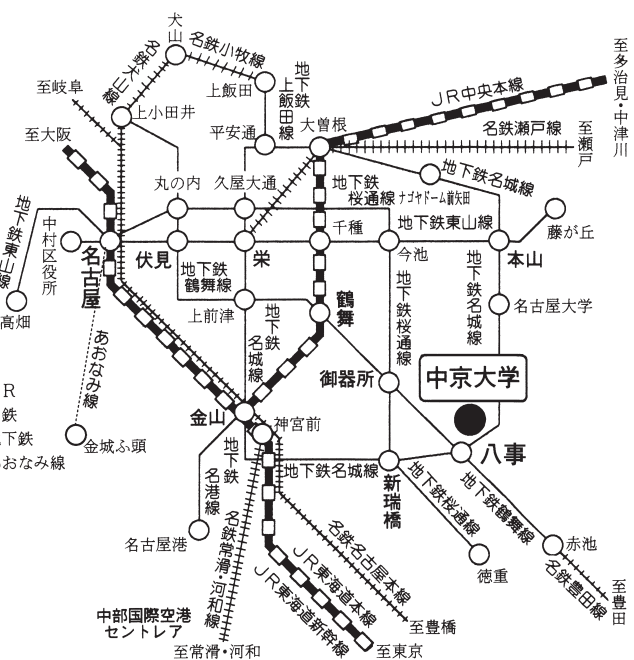 犬山
名鉄小牧線
至多治見・中津川
名鉄犬山線
地下鉄上飯田線
至岐阜
上飯田
JR中央本線
上小田井
至大阪
平安通
大曽根
名鉄瀬戸線
至瀬戸
丸の内
久屋大通
地下鉄桜通線
ナゴヤドーム前矢田
地下鉄名城線
地下鉄東山線
中村区役所
千種
地下鉄東山線
藤が丘
名古屋
伏見
栄
今池
本山
地下鉄鶴舞線
高畑
上前津
地下鉄名城線
鶴舞
地下鉄桜通線
地下鉄名城線
名古屋大学
あおなみ線
御器所
中京大学
R
鉄
下鉄
おなみ線
金山
神宮前
金城ふ頭
地下鉄名港線
地下鉄名城線
新瑞橋
八事
名古屋港
名鉄常滑・河和線
名鉄名古屋本線
地下鉄桜通線
地下鉄鶴舞線
赤池
徳重
名鉄豊田線
至豊田
JR東海道本線
JR東海道新幹線
中部国際空港
セントレア
至豊橋
至常滑・河和
至東京